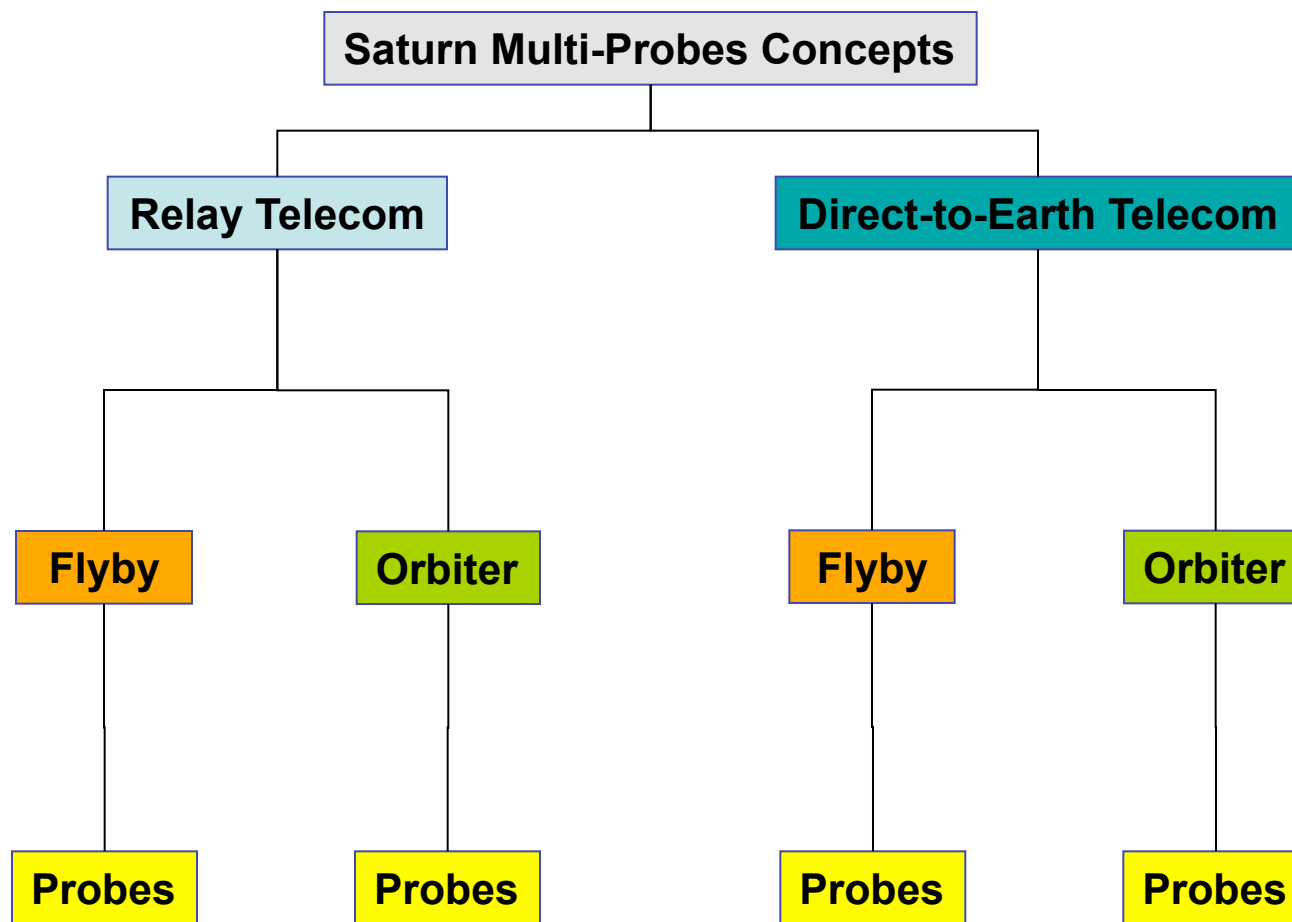 Saturn Multi-Probes Concepts
Relay Telecom
Direct-to-Earth Telecom
Flyby
Orbiter
Flyby
Orbiter
Probes
Probes
Probes
Probes